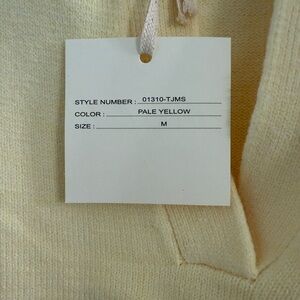 STYLE NUMBER : 01310-TJMS
COLOR : PALE YELLOW
SIZE : M